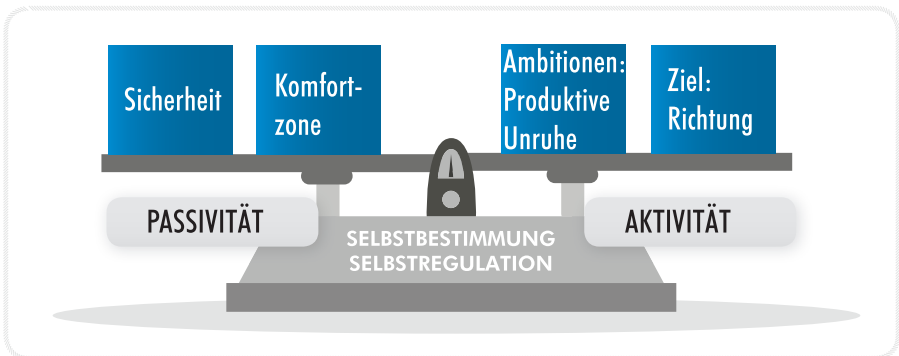 Sicherheit
Komfort-
zone
Ambitionen:
Produktive
Unruhe
Ziel:
Richtung
PASSIVITÄT
AKTIVITÄT
SELBSTBESTIMMUNG
SELBSTREGULATION